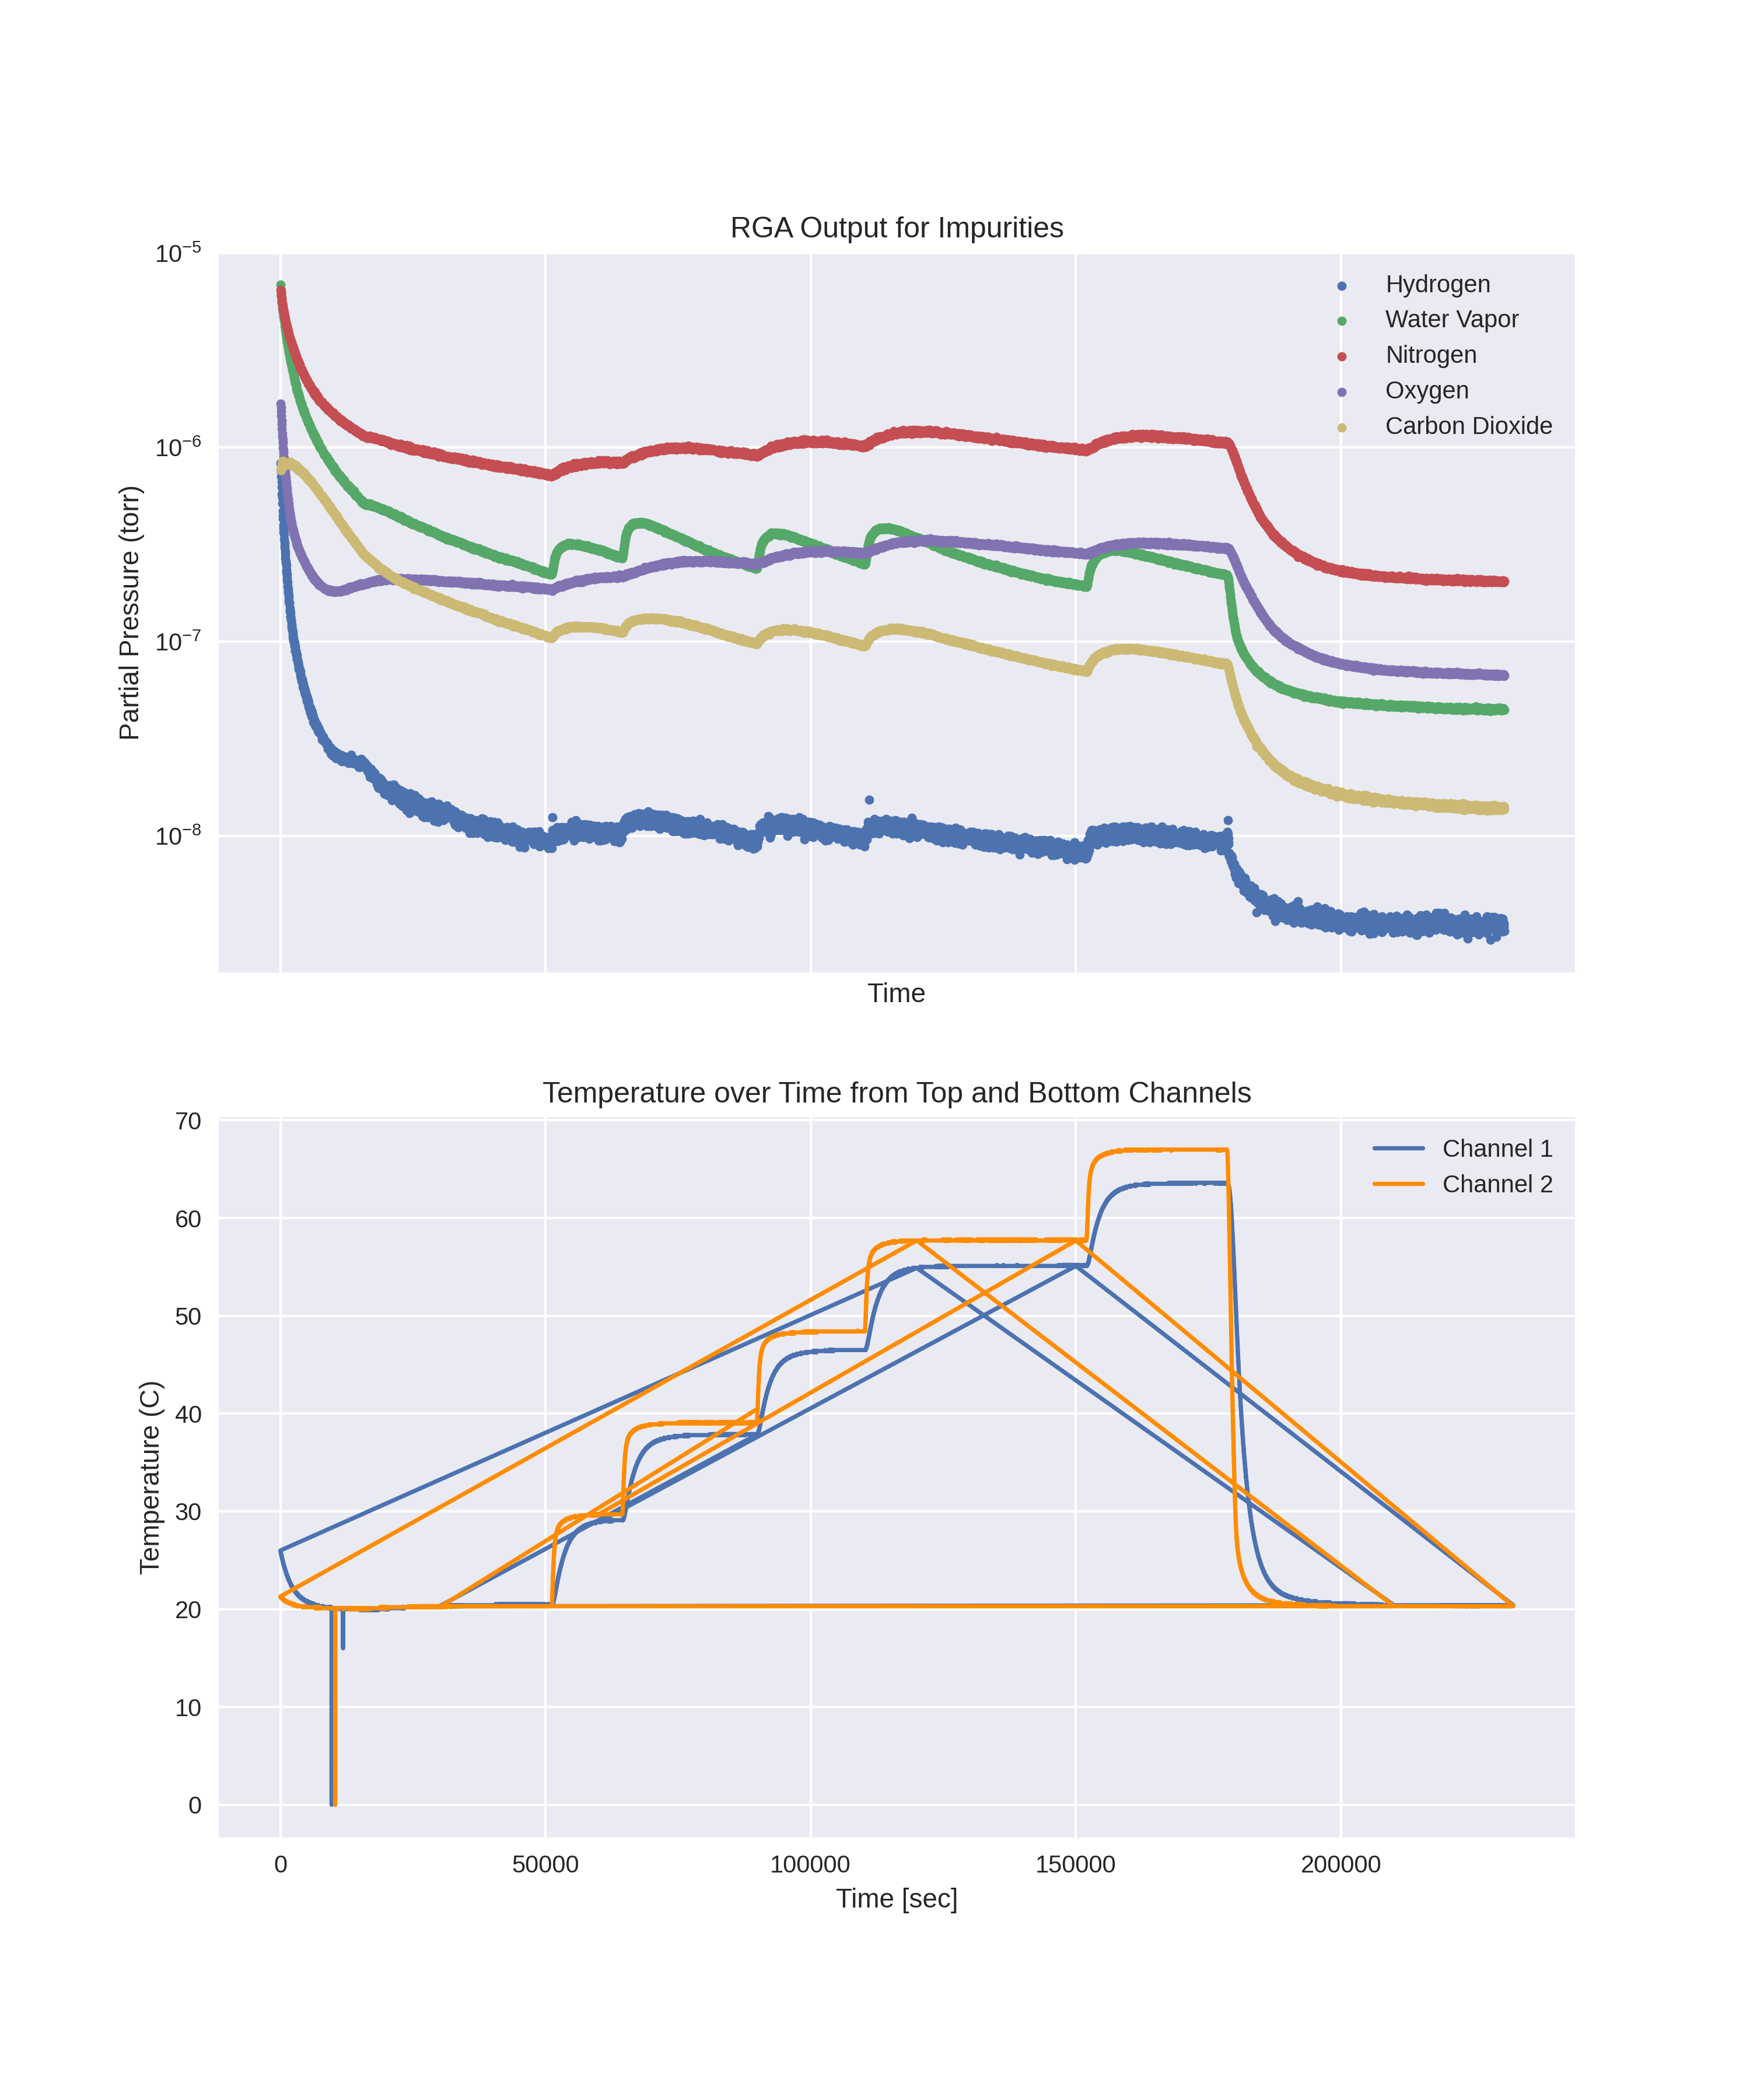 RGA Output for Impurities
10⁻⁵
10⁻⁶
10⁻⁷
10⁻⁸
Partial Pressure (torr)
Hydrogen
Water Vapor
Nitrogen
Oxygen
Carbon Dioxide
Time
Temperature over Time from Top and Bottom Channels
70
60
50
40
30
20
10
0
Temperature (C)
Channel 1
Channel 2
0 50000 100000 150000 200000
Time [sec]